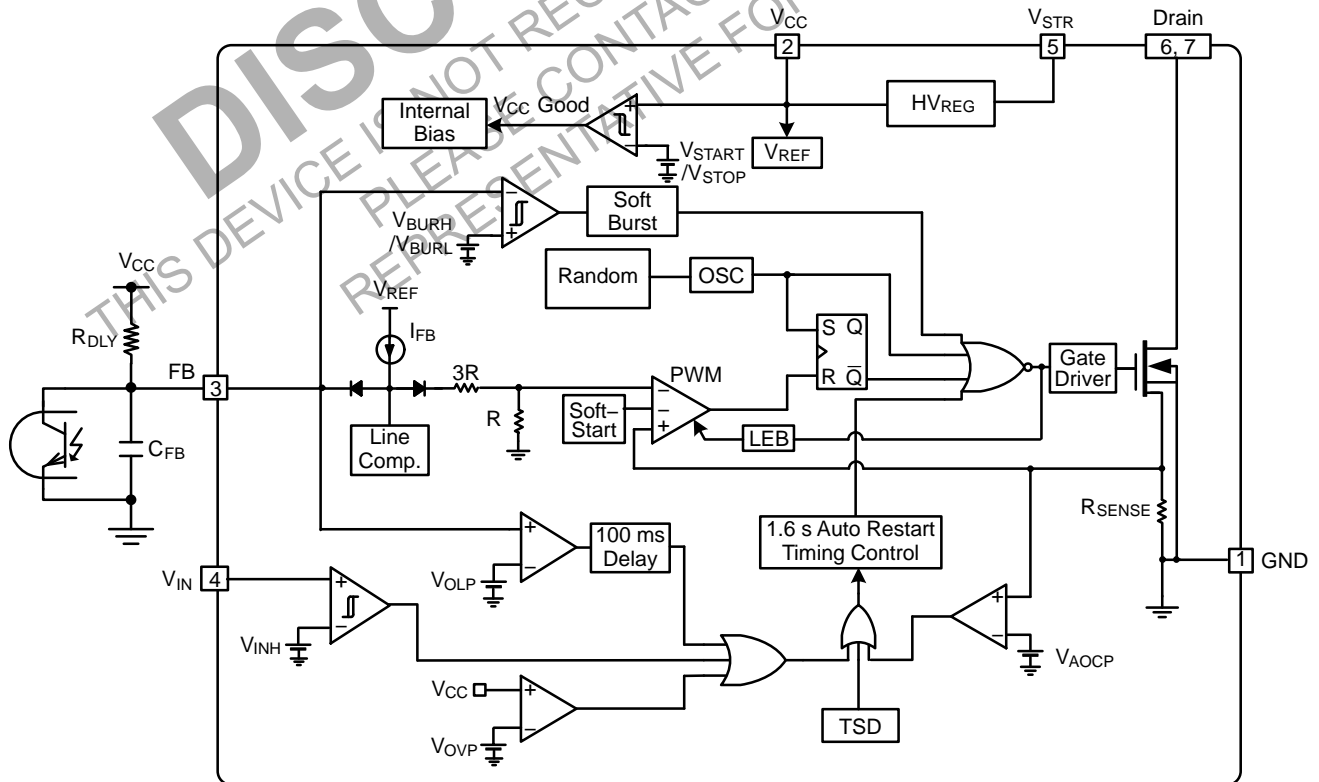 DISC
THIS DEVICE IS NOT REC
PLEASE CONTAC
REPRESENTATIVE FOR
VCC
2
VSTR
5
Drain
6, 7
Internal
Bias
VCC Good
+
−
VSTART
/VSTOP
VREF
HVREG
−
+
VBURH
/VBURL
Soft
Burst
Random
OSC
VCC
RDLY
FB
3
CFB
VREF
IFB
3R
R
Line
Comp.
Soft–
Start
PWM
−
−
+
LEB
S Q
R Q̅
Gate
Driver
RSENSE
1
GND
VIN
4
+
−
VINH
+
−
VOLP
100 ms
Delay
1.6 s Auto Restart
Timing Control
+
−
VAOCP
VCC
+
−
VOVP
TSD